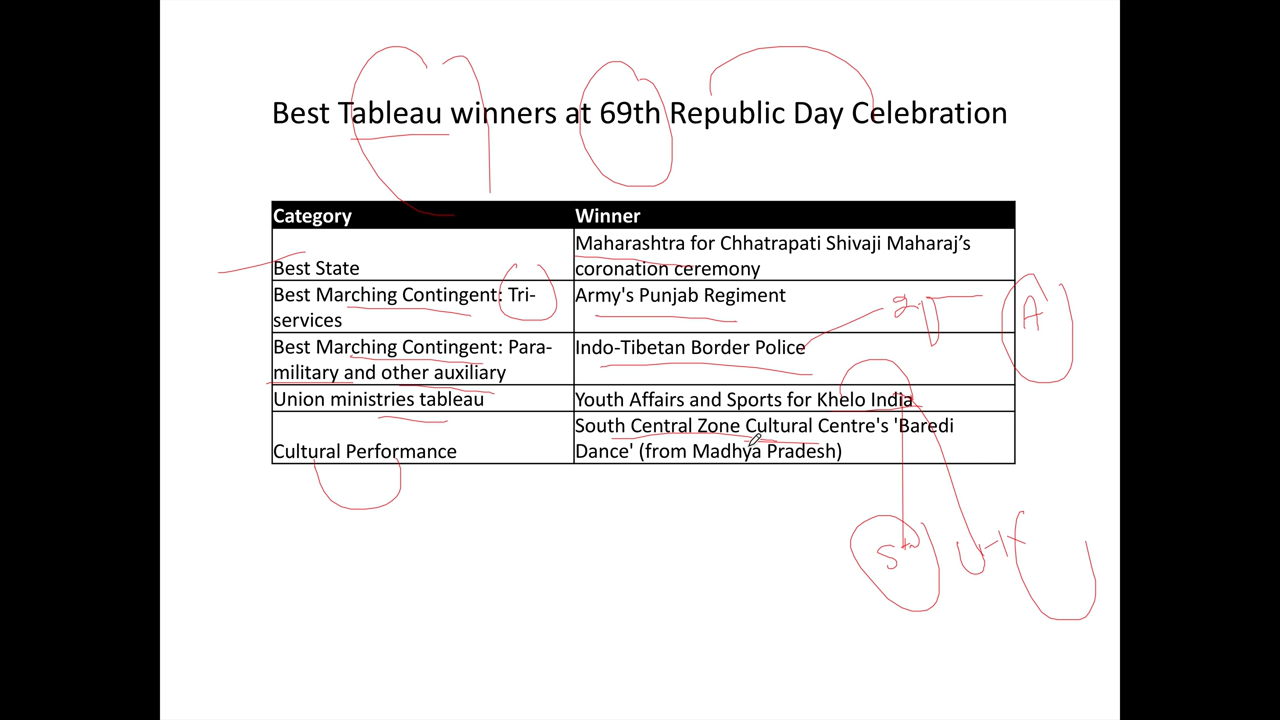 Best Tableau winners at 69th Republic Day Celebration
Category Winner
Best State Maharashtra for Chhatrapati Shivaji Maharaj’s coronation ceremony
Best Marching Contingent: Tri-
services
Army's Punjab Regiment
Best Marching Contingent: Para-
military and other auxiliary
Indo-Tibetan Border Police
Union ministries tableau Youth Affairs and Sports for Khelo India
Cultural Performance
South Central Zone Cultural Centre's 'Baredi
Dance' (from Madhya Pradesh)
A